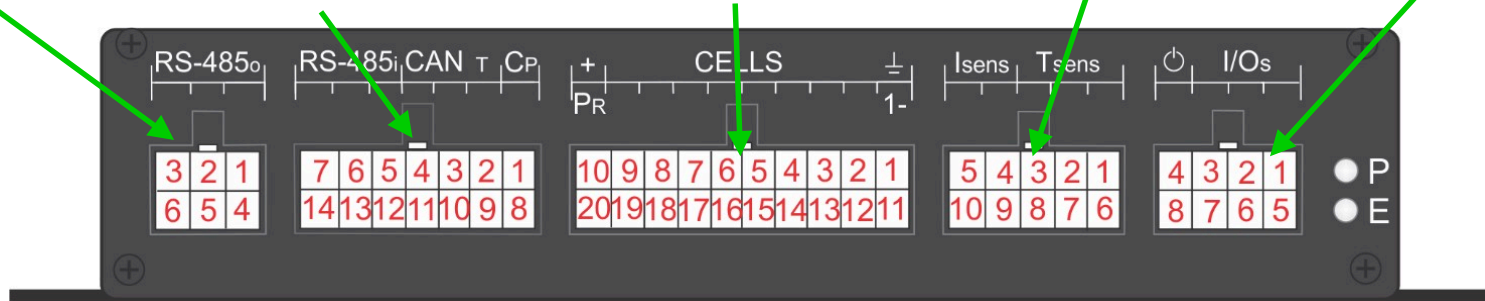 RS-485o RS-485i CAN T CP + CELLS ⏚ Isens Tsens ⏻ I/Os
PR 1-
3 2 1 7 6 5 4 3 2 1 10 9 8 7 6 5 4 3 2 1 5 4 3 2 1 4 3 2 1 P
6 5 4 14 13 12 11 10 9 8 20 19 18 17 16 15 14 13 12 11 10 9 8 7 6 8 7 6 5 E